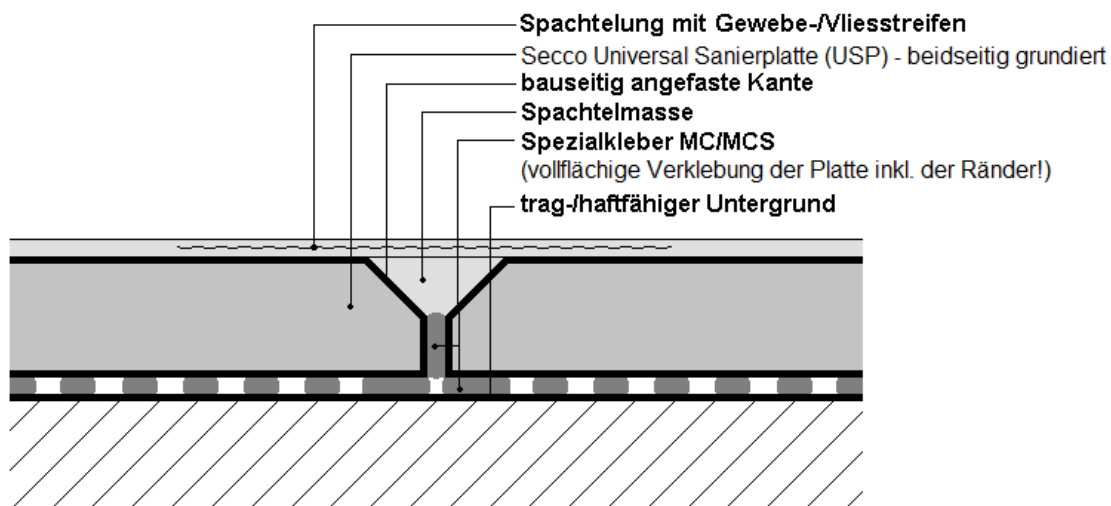 Spachtelung mit Gewebe-/Vliesstreifen
Secco Universal Sanierplatte (USP) - beidseitig grundiert
bauseitig angefaste Kante
Spachtelmasse
Spezialkleber MC/MCS
(vollflächige Verklebung der Platte inkl. der Ränder!)
trag-/haftfähiger Untergrund